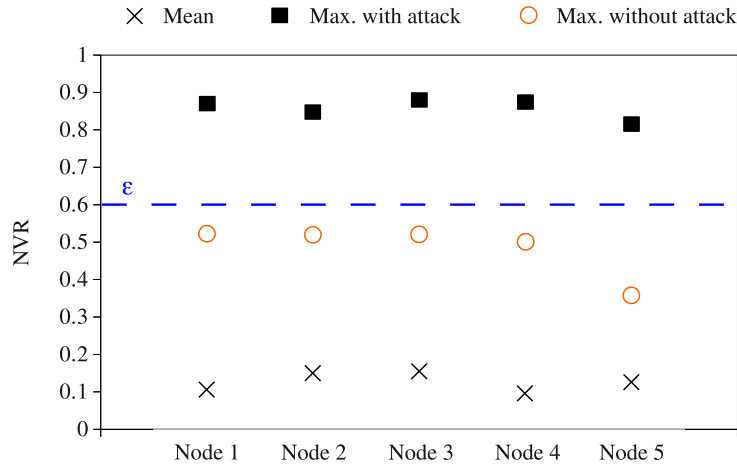 Mean Max. with attack Max. without attack
1
0.9
0.8
0.7
ε
0.6
0.5
0.4
0.3
0.2
0.1
0
NVR
Node 1 Node 2 Node 3 Node 4 Node 5